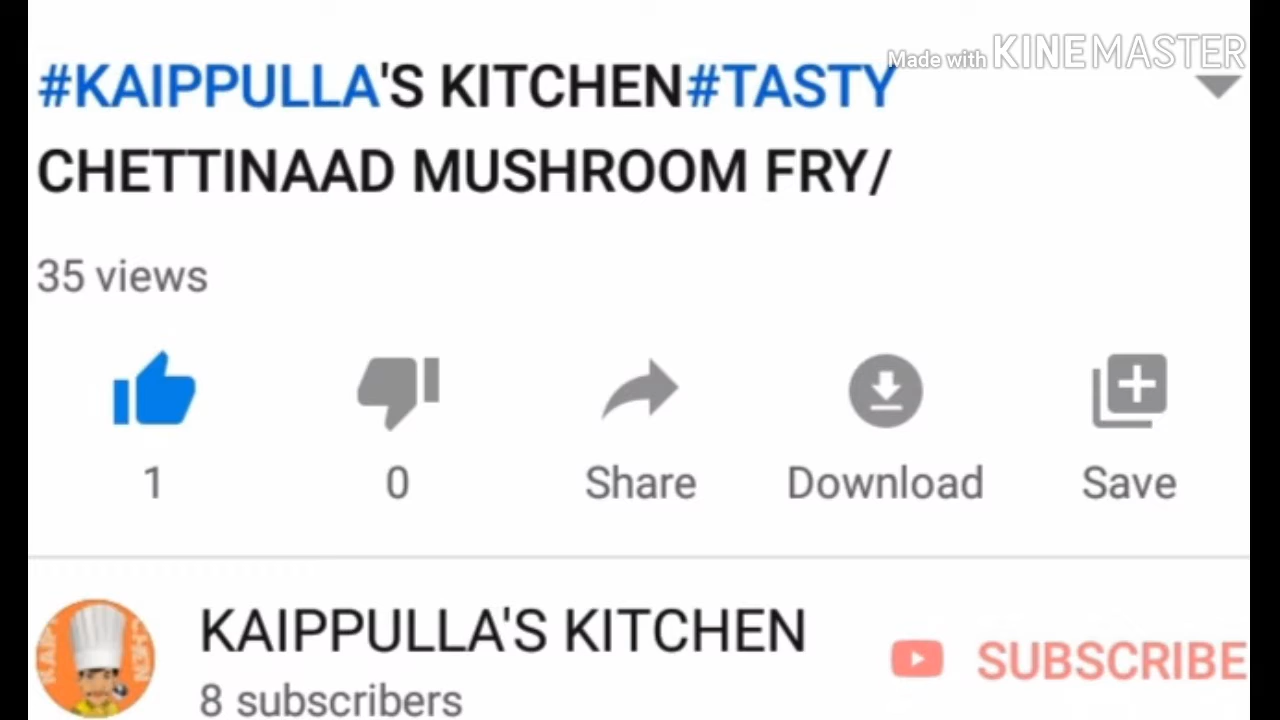 Made with KINEMASTER
#KAIPPULLA'S KITCHEN#TASTY
CHETTINAAD MUSHROOM FRY/
35 views
1 0 Share Download Save
KAIPPULLA'S KITCHEN
SUBSCRIBE
8 subscribers